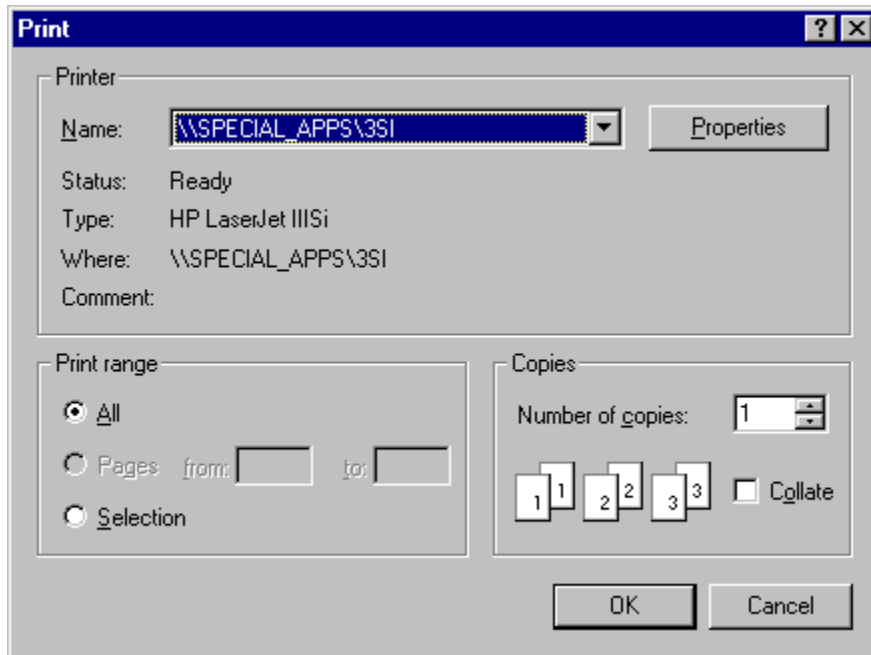 Print
Printer
Name: \\SPECIAL_APPS\3SI Properties
Status: Ready
Type: HP LaserJet IIISi
Where: \\SPECIAL_APPS\3SI
Comment:
Print range
All
Pages from: to:
Selection
Copies
Number of copies: 1
1 1 2 2 3 3 Collate
OK Cancel